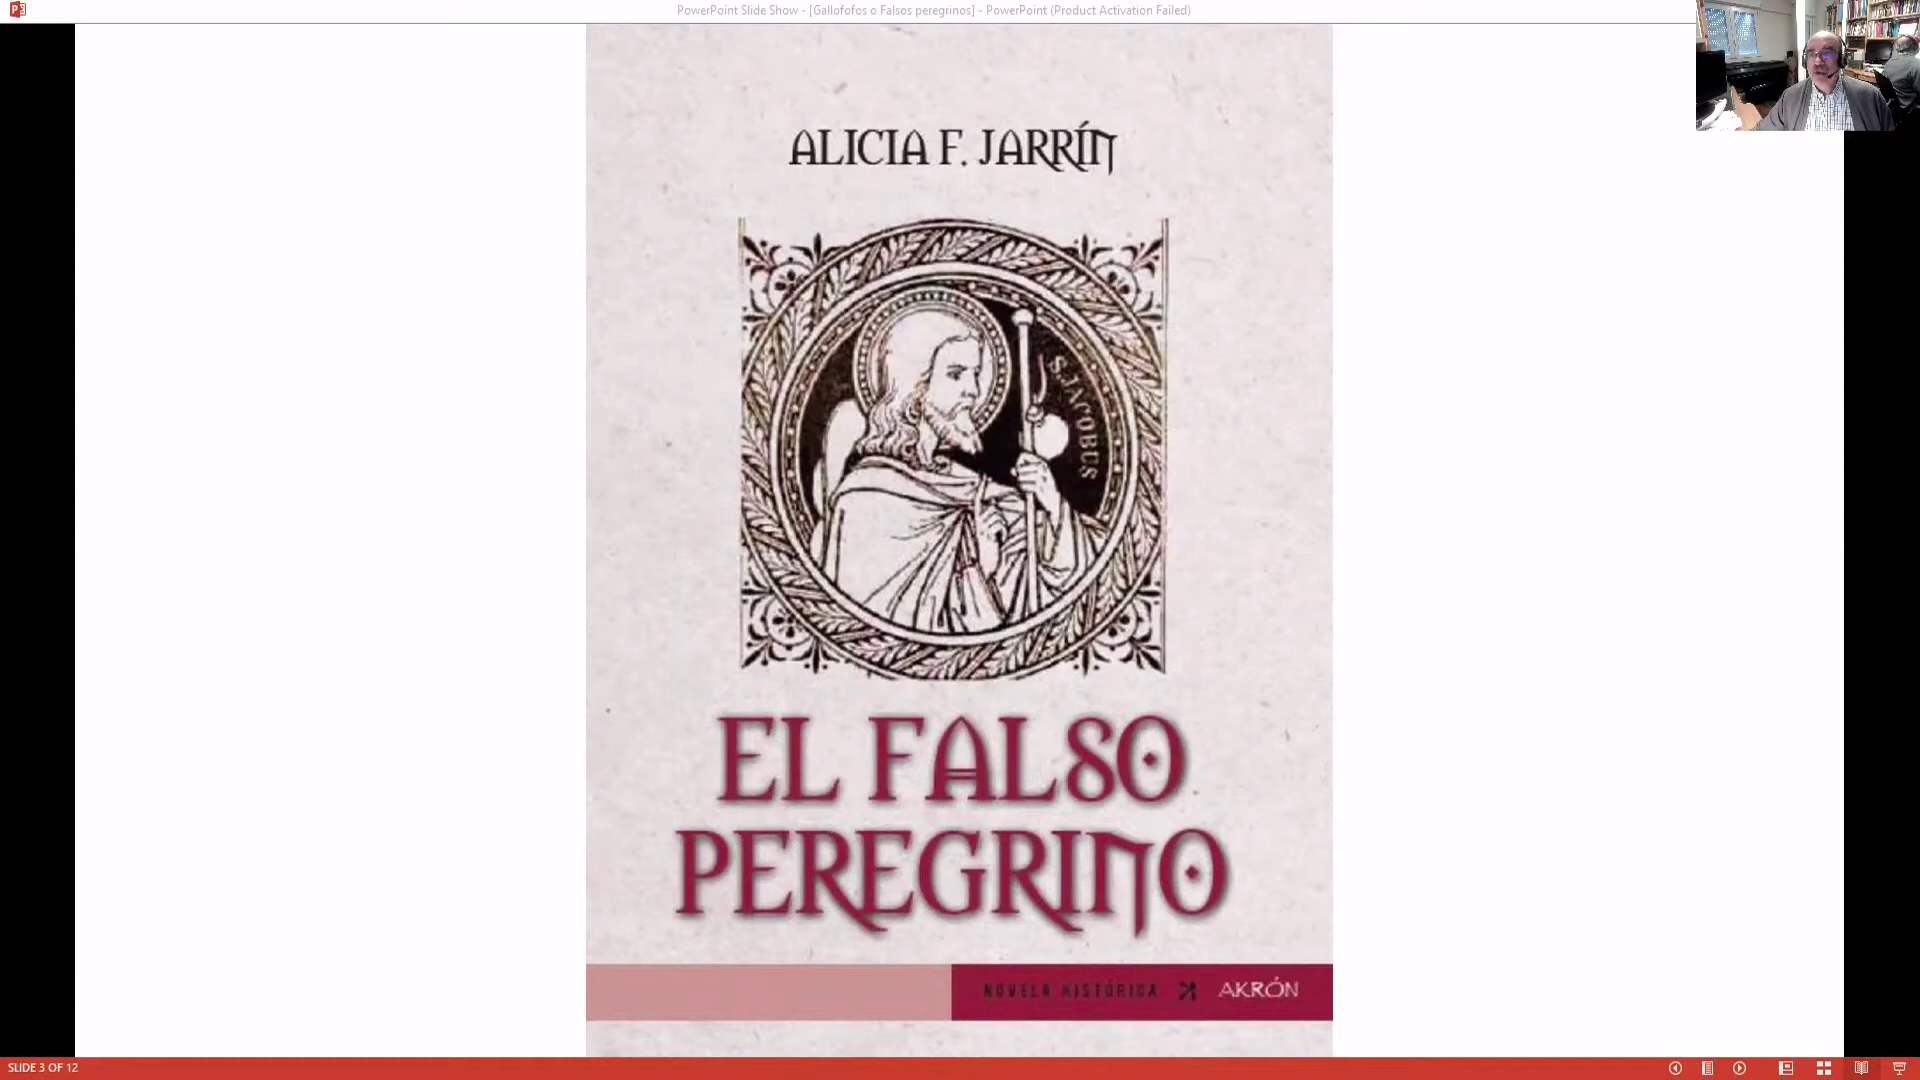 PowerPoint Slide Show - [Gallofofos o Falsos peregrinos] - PowerPoint (Product Activation Failed)
ALICIA F. JARRÍN
S. JACOBUS
EL FALSO
PEREGRINO
NOVELA HISTÓRICA AKRÓN
SLIDE 3 OF 12